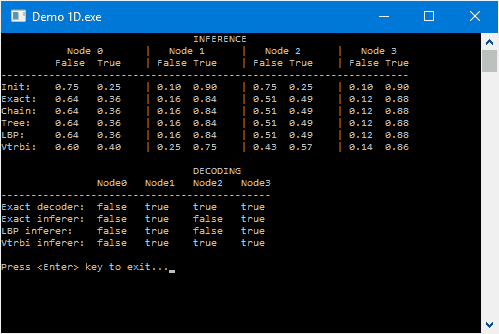 Demo 1D.exe
INFERENCE
Node 0 | Node 1 | Node 2 | Node 3
False True | False True | False True | False True
--------------------------------------------------------------------
Init: 0.75 0.25 | 0.10 0.90 | 0.75 0.25 | 0.10 0.90
Exact: 0.64 0.36 | 0.16 0.84 | 0.51 0.49 | 0.12 0.88
Chain: 0.64 0.36 | 0.16 0.84 | 0.51 0.49 | 0.12 0.88
Tree: 0.64 0.36 | 0.16 0.84 | 0.51 0.49 | 0.12 0.88
LBP: 0.64 0.36 | 0.16 0.84 | 0.51 0.49 | 0.12 0.88
Vtrbi: 0.60 0.40 | 0.25 0.75 | 0.43 0.57 | 0.14 0.86
DECODING
Node0 Node1 Node2 Node3
---------------------------------------------
Exact decoder: false true true true
Exact inferer: false true false true
LBP inferer: false true false true
Vtrbi inferer: false true true true
Press <Enter> key to exit..._